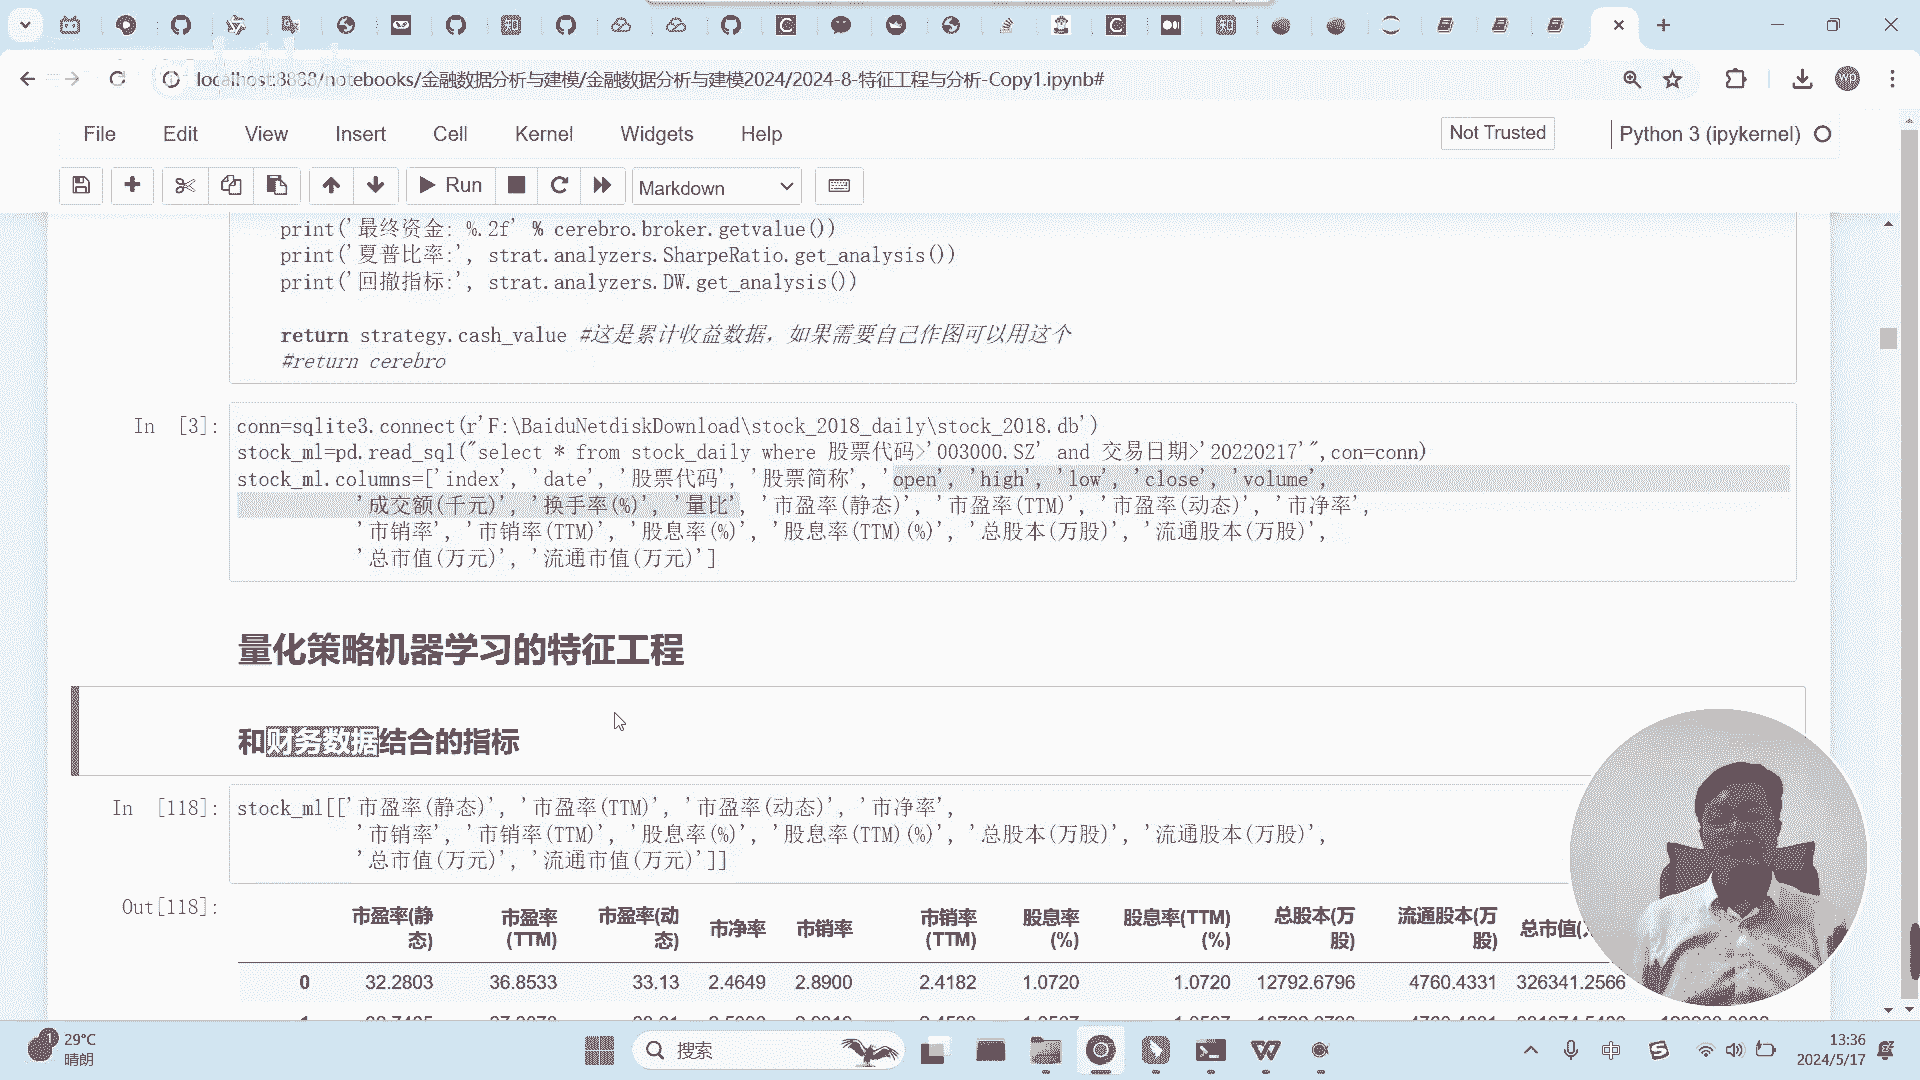 localhost:8888/notebooks/金融数据分析与建模/金融数据分析与建模2024/2024-8-特征工程与分析-Copy1.ipynb#
wp
File Edit View Insert Cell Kernel Widgets Help
Not Trusted
Python 3 (ipykernel)
Run
Markdown
print('最终资金: %.2f' % cerebro.broker.getvalue())
print('夏普比率:', strat.analyzers.SharpeRatio.get_analysis())
print('回撤指标:', strat.analyzers.DW.get_analysis())
return strategy.cash_value #这是累计收益数据，如果需要自己作图可以用这个
#return cerebro
In [3]:
conn=sqlite3.connect(r'F:\BaiduNetdiskDownload\stock_2018_daily\stock_2018.db')
stock_ml=pd.read_sql("select * from stock_daily where 股票代码>'003000.SZ' and 交易日期>'20220217'",con=conn)
stock_ml.columns=['index', 'date', '股票代码', '股票简称', 'open', 'high', 'low', 'close', 'volume',
'成交额(千元)', '换手率(%)', '量比', '市盈率(静态)', '市盈率(TTM)', '市盈率(动态)', '市净率',
'市销率', '市销率(TTM)', '股息率(%)', '股息率(TTM)(%)', '总股本(万股)', '流通股本(万股)',
'总市值(万元)', '流通市值(万元)']
量化策略机器学习的特征工程
和财务数据结合的指标
In [118]:
stock_ml[['市盈率(静态)', '市盈率(TTM)', '市盈率(动态)', '市净率',
'市销率', '市销率(TTM)', '股息率(%)', '股息率(TTM)(%)', '总股本(万股)', '流通股本(万股)',
'总市值(万元)', '流通市值(万元)']]
Out[118]:
市盈率(静态) 市盈率(TTM) 市盈率(动态) 市净率 市销率 市销率(TTM) 股息率(%) 股息率(TTM)(%) 总股本(万股) 流通股本(万股) 总市值(
0 32.2803 36.8533 33.13 2.4649 2.8900 2.4182 1.0720 1.0720 12792.6796 4760.4331 326341.2566
29°C
晴朗
搜索
中
13:36
2024/5/17